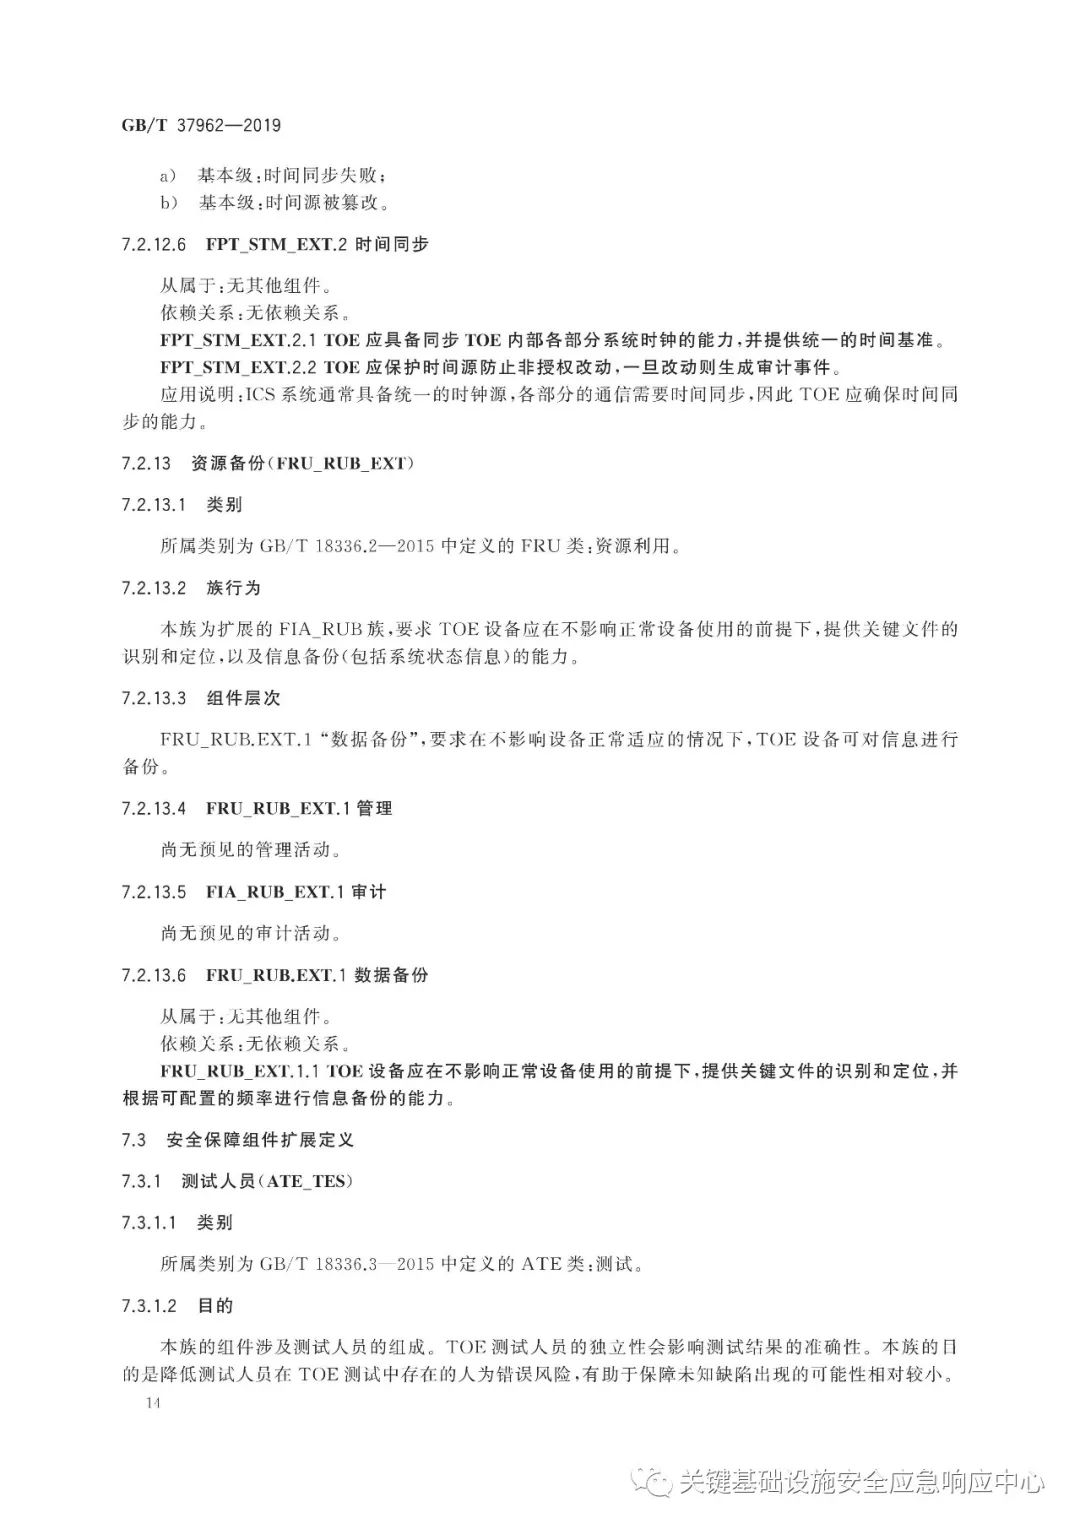 GB/T 37962—2019
a) 基本级:时间同步失败;
b) 基本级:时间源被篡改。
7.2.12.6 FPT_STM_EXT.2 时间同步
从属于:无其他组件。
依赖关系:无依赖关系。
FPT_STM_EXT.2.1 TOE 应具备同步 TOE 内部各部分系统时钟的能力,并提供统一的时间基准。
FPT_STM_EXT.2.2 TOE 应保护时间源防止非授权改动,一旦改动则生成审计事件。
应用说明:ICS 系统通常具备统一的时钟源,各部分的通信需要时间同步,因此 TOE 应确保时间同
步的能力。
7.2.13 资源备份(FRU_RUB_EXT)
7.2.13.1 类别
所属类别为 GB/T 18336.2—2015 中定义的 FRU 类:资源利用。
7.2.13.2 族行为
本族为扩展的 FIA_RUB 族,要求 TOE 设备应在不影响正常设备使用的前提下,提供关键文件的
识别和定位,以及信息备份(包括系统状态信息)的能力。
7.2.13.3 组件层次
FRU_RUB.EXT.1 “数据备份”,要求在不影响设备正常适应的情况下,TOE 设备可对信息进行
备份。
7.2.13.4 FRU_RUB_EXT.1 管理
尚无预见的管理活动。
7.2.13.5 FIA_RUB_EXT.1 审计
尚无预见的审计活动。
7.2.13.6 FRU_RUB.EXT.1 数据备份
从属于:无其他组件。
依赖关系:无依赖关系。
FRU_RUB_EXT.1.1 TOE 设备应在不影响正常设备使用的前提下,提供关键文件的识别和定位,并
根据可配置的频率进行信息备份的能力。
7.3 安全保障组件扩展定义
7.3.1 测试人员(ATE_TES)
7.3.1.1 类别
所属类别为 GB/T 18336.3—2015 中定义的 ATE 类:测试。
7.3.1.2 目的
本族的组件涉及测试人员的组成。TOE 测试人员的独立性会影响测试结果的准确性。本族的目
的是降低测试人员在 TOE 测试中存在的人为错误风险,有助于保障未知缺陷出现的可能性相对较小。
14
关键基础设施安全应急响应中心